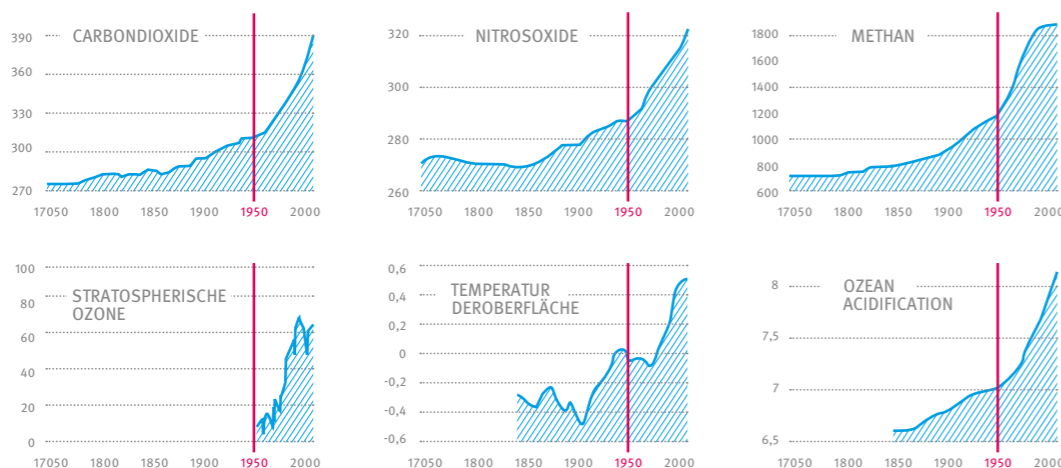 CARBONDIOXIDE
390
360
330
300
270
17050 1800 1850 1900 1950 2000
NITROSOXIDE
320
300
280
260
17050 1800 1850 1900 1950 2000
METHAN
1800
1600
1400
1200
1000
800
600
17050 1800 1850 1900 1950 2000
STRATOSPHERISCHE
OZONE
100
80
60
100
40
20
0
17050 1800 1850 1900 1950 2000
TEMPERATUR
DEROBERFLÄCHE
0,6
0,4
0,2
0
-0,2
-0,4
-0,6
17050 1800 1850 1900 1950 2000
OZEAN
ACIDIFICATION
8
7,5
7
6,5
17050 1800 1850 1900 1950 2000